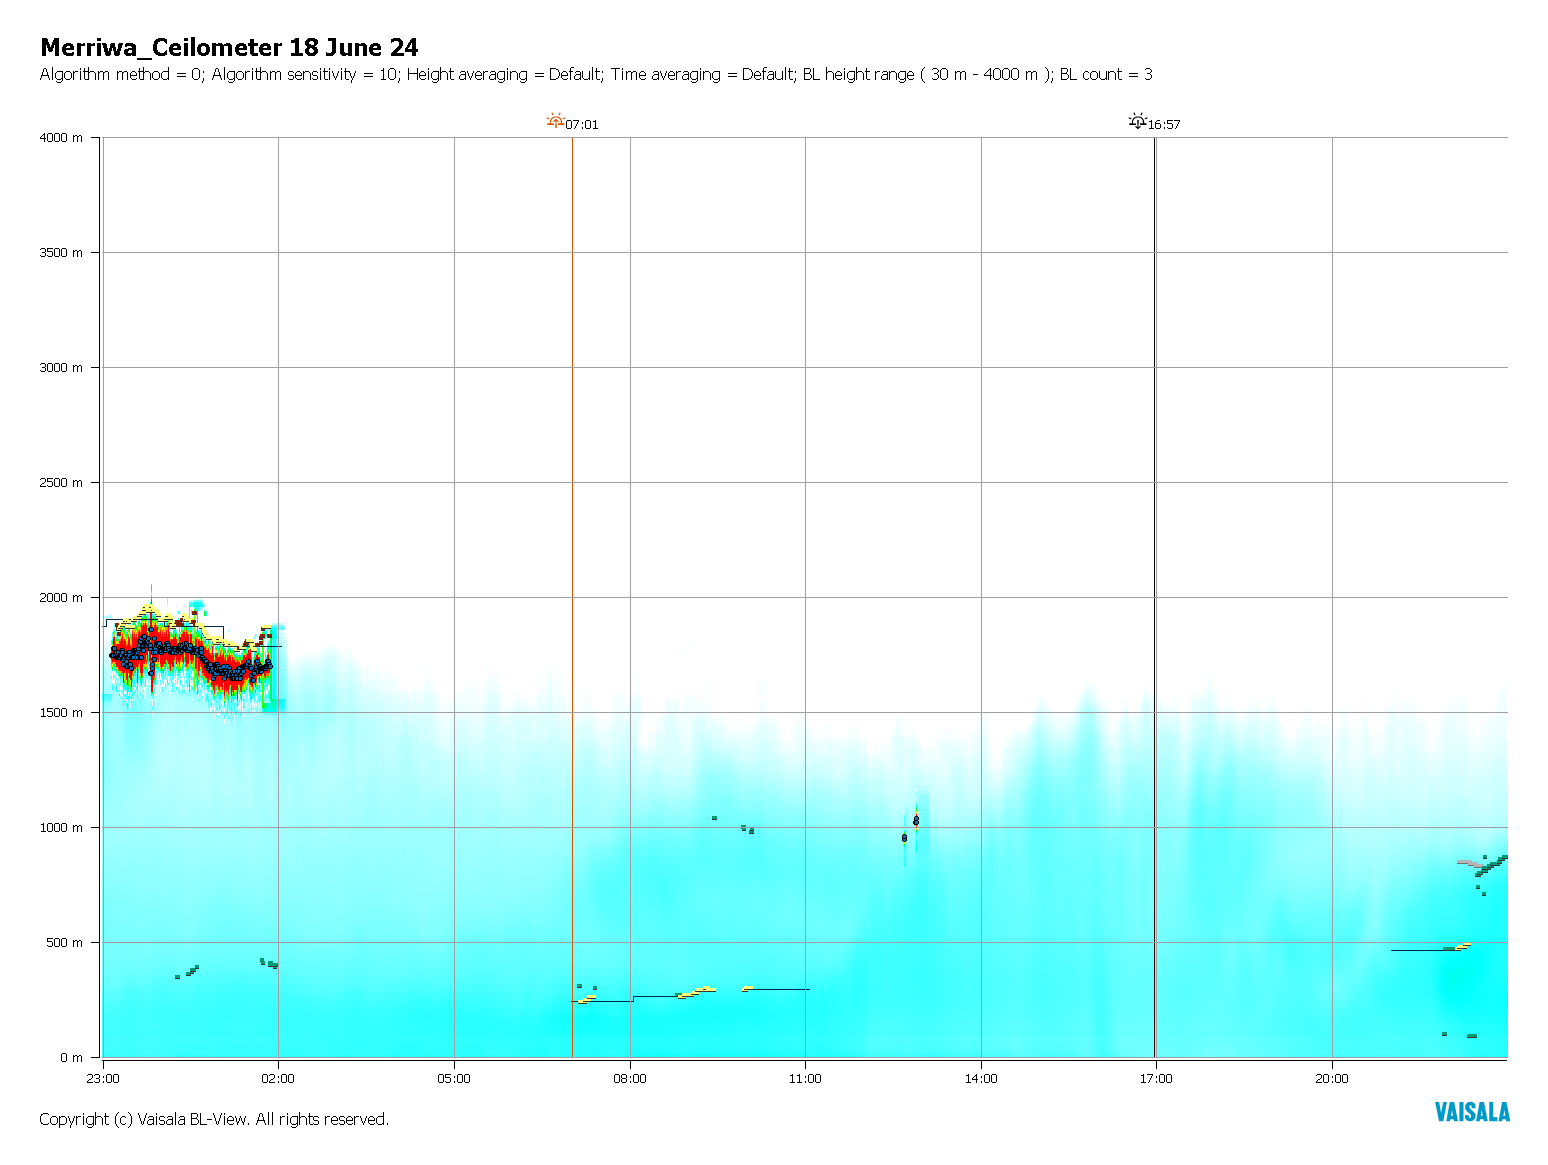 Merriwa_Ceilometer 18 June 24
Algorithm method = 0; Algorithm sensitivity = 10; Height averaging = Default; Time averaging = Default; BL height range ( 30 m - 4000 m ); BL count = 3
07:01
16:57
4000 m
3500 m
3000 m
2500 m
2000 m
1500 m
1000 m
500 m
0 m
23:00
02:00
05:00
08:00
11:00
14:00
17:00
20:00
Copyright (c) Vaisala BL-View. All rights reserved.
VAISALA